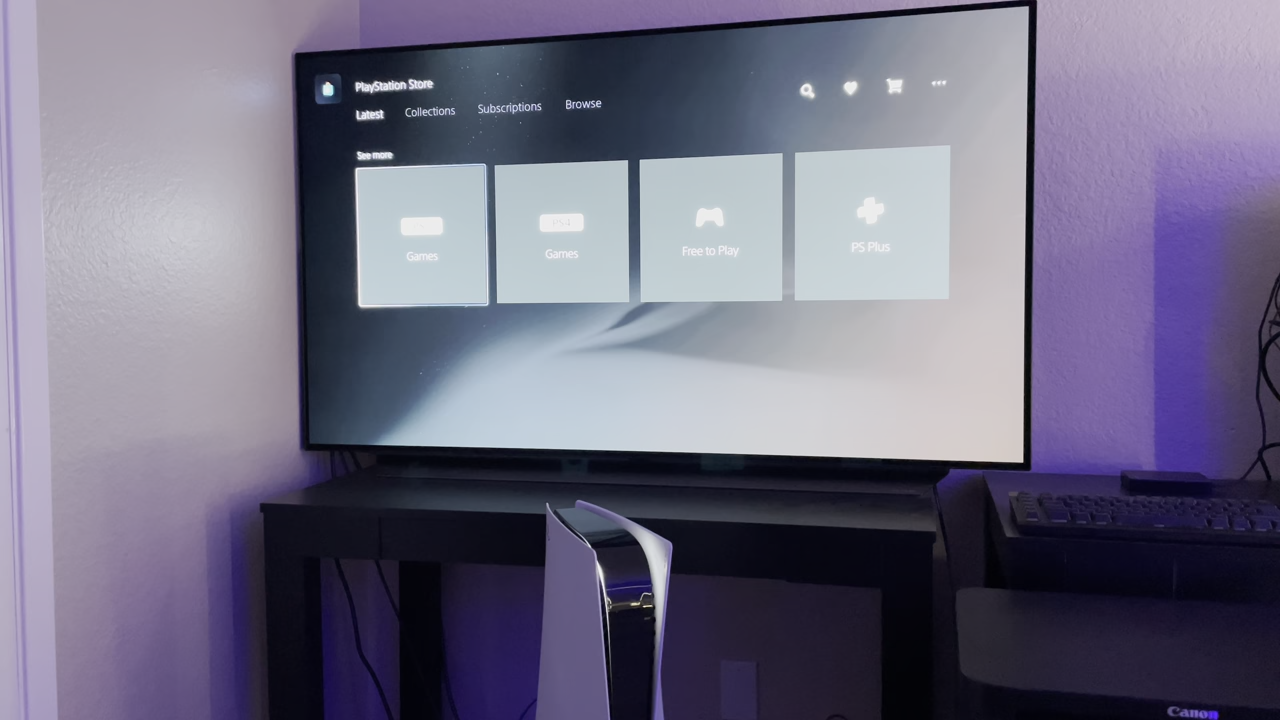 PlayStation Store
Latest Collections Subscriptions Browse
See more
Games
Games
Free to Play
PS Plus
Canon